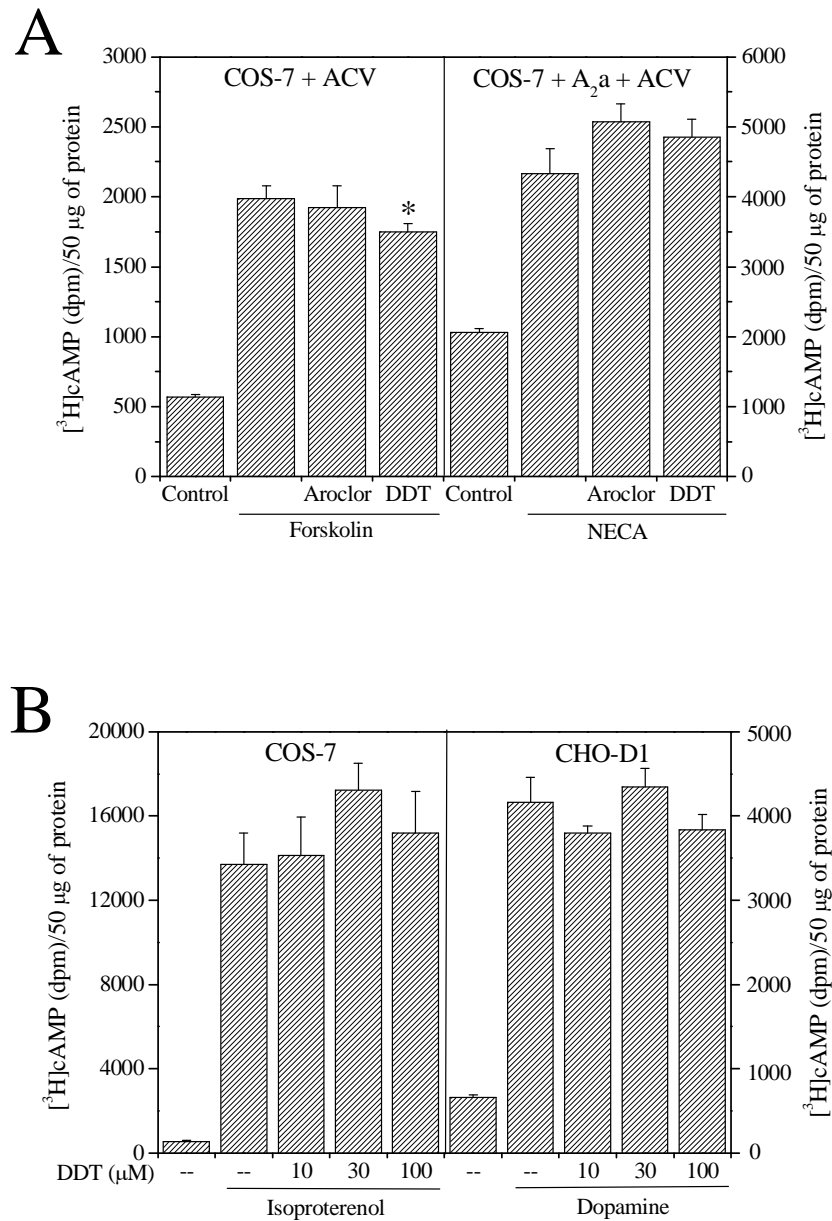 A
COS-7 + ACV
COS-7 + A₂a + ACV
[³H]cAMP (dpm)/50 μg of protein
3000
2500
2000
1500
1000
500
0
*
6000
5000
4000
3000
2000
1000
0
[³H]cAMP (dpm)/50 μg of protein
Control Aroclor DDT Control Aroclor DDT
Forskolin NECA
B
COS-7
CHO-D1
[³H]cAMP (dpm)/50 μg of protein
20000
16000
12000
8000
4000
0
5000
4000
3000
2000
1000
0
[³H]cAMP (dpm)/50 μg of protein
DDT (μM) -- -- 10 30 100 -- -- 10 30 100
Isoproterenol Dopamine